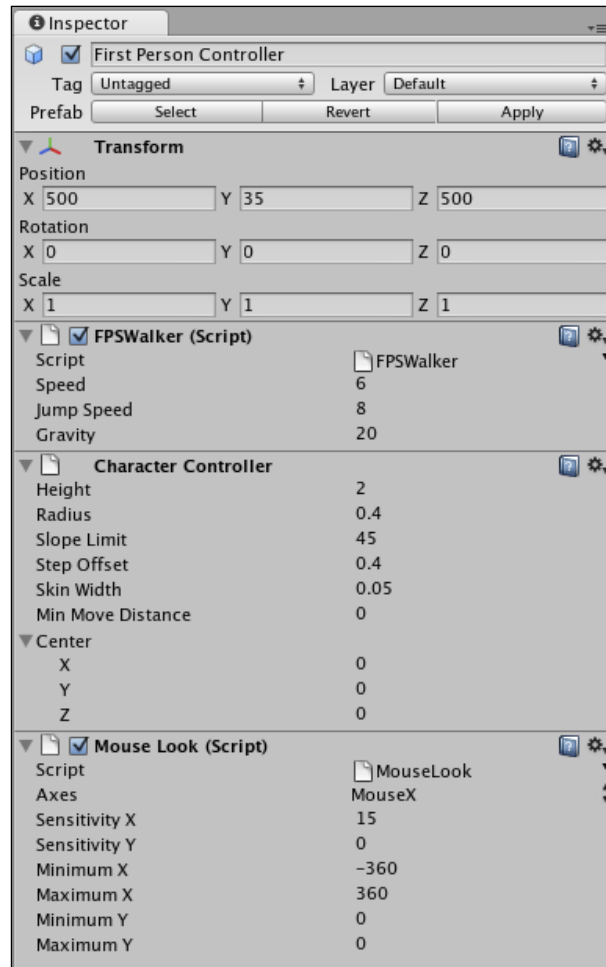 Inspector
First Person Controller
Tag Untagged Layer Default
Prefab Select Revert Apply
Transform
Position
X 500 Y 35 Z 500
Rotation
X 0 Y 0 Z 0
Scale
X 1 Y 1 Z 1
FPSWalker (Script)
Script FPSWalker
Speed 6
Jump Speed 8
Gravity 20
Character Controller
Height 2
Radius 0.4
Slope Limit 45
Step Offset 0.4
Skin Width 0.05
Min Move Distance 0
Center
X 0
Y 0
Z 0
Mouse Look (Script)
Script MouseLook
Axes MouseX
Sensitivity X 15
Sensitivity Y 0
Minimum X -360
Maximum X 360
Minimum Y 0
Maximum Y 0